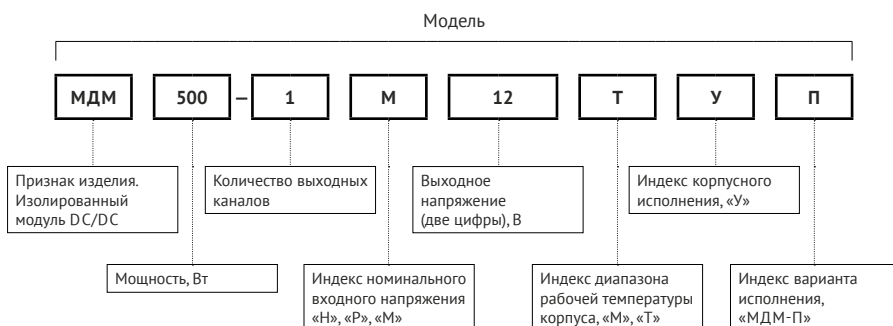 Модель
МДМ 500 – 1 М 12 Т У П
Признак изделия.
Изолированный
модуль DC/DC
Количество выходных
каналов
Выходное
напряжение
(две цифры), В
Индекс корпусного
исполнения, «У»
Мощность, Вт
Индекс номинального
входного напряжения
«Н», «Р», «М»
Индекс диапазона
рабочей температуры
корпуса, «М», «Т»
Индекс варианта
исполнения,
«МДМ-П»